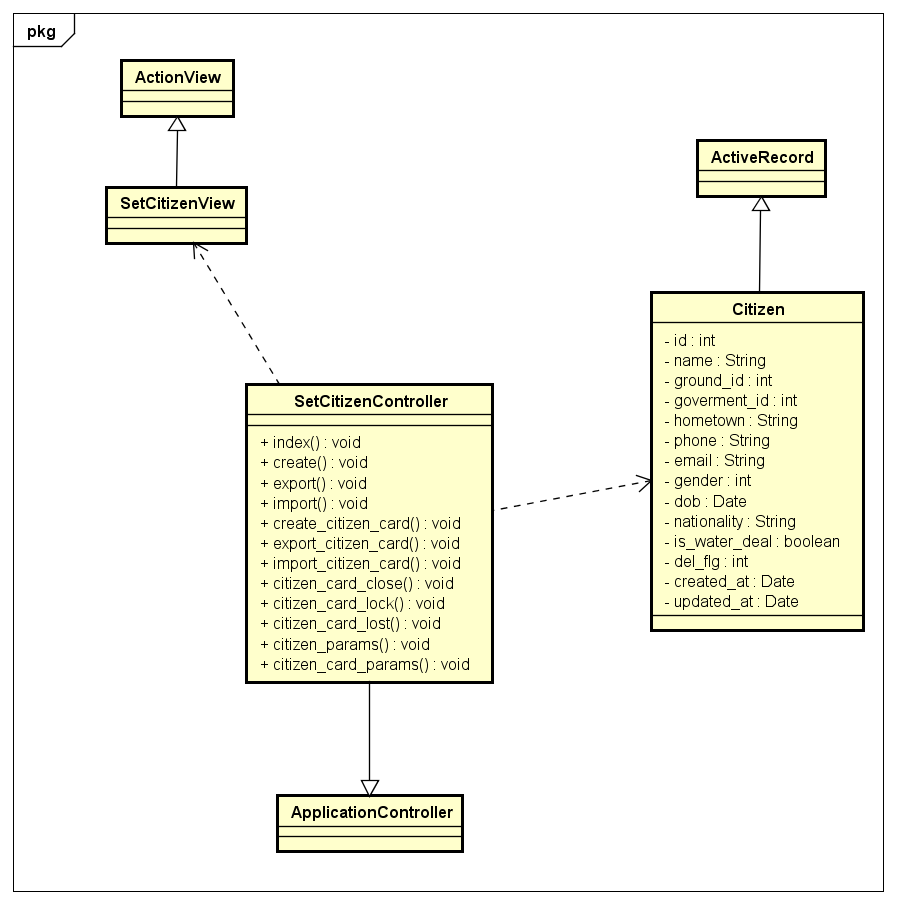 pkg
ActionView
SetCitizenView
ActiveRecord
Citizen
- id : int
- name : String
- ground_id : int
- goverment_id : int
- hometown : String
- phone : String
- email : String
- gender : int
- dob : Date
- nationality : String
- is_water_deal : boolean
- del_flg : int
- created_at : Date
- updated_at : Date
SetCitizenController
+ index() : void
+ create() : void
+ export() : void
+ import() : void
+ create_citizen_card() : void
+ export_citizen_card() : void
+ import_citizen_card() : void
+ citizen_card_close() : void
+ citizen_card_lock() : void
+ citizen_card_lost() : void
+ citizen_params() : void
+ citizen_card_params() : void
ApplicationController